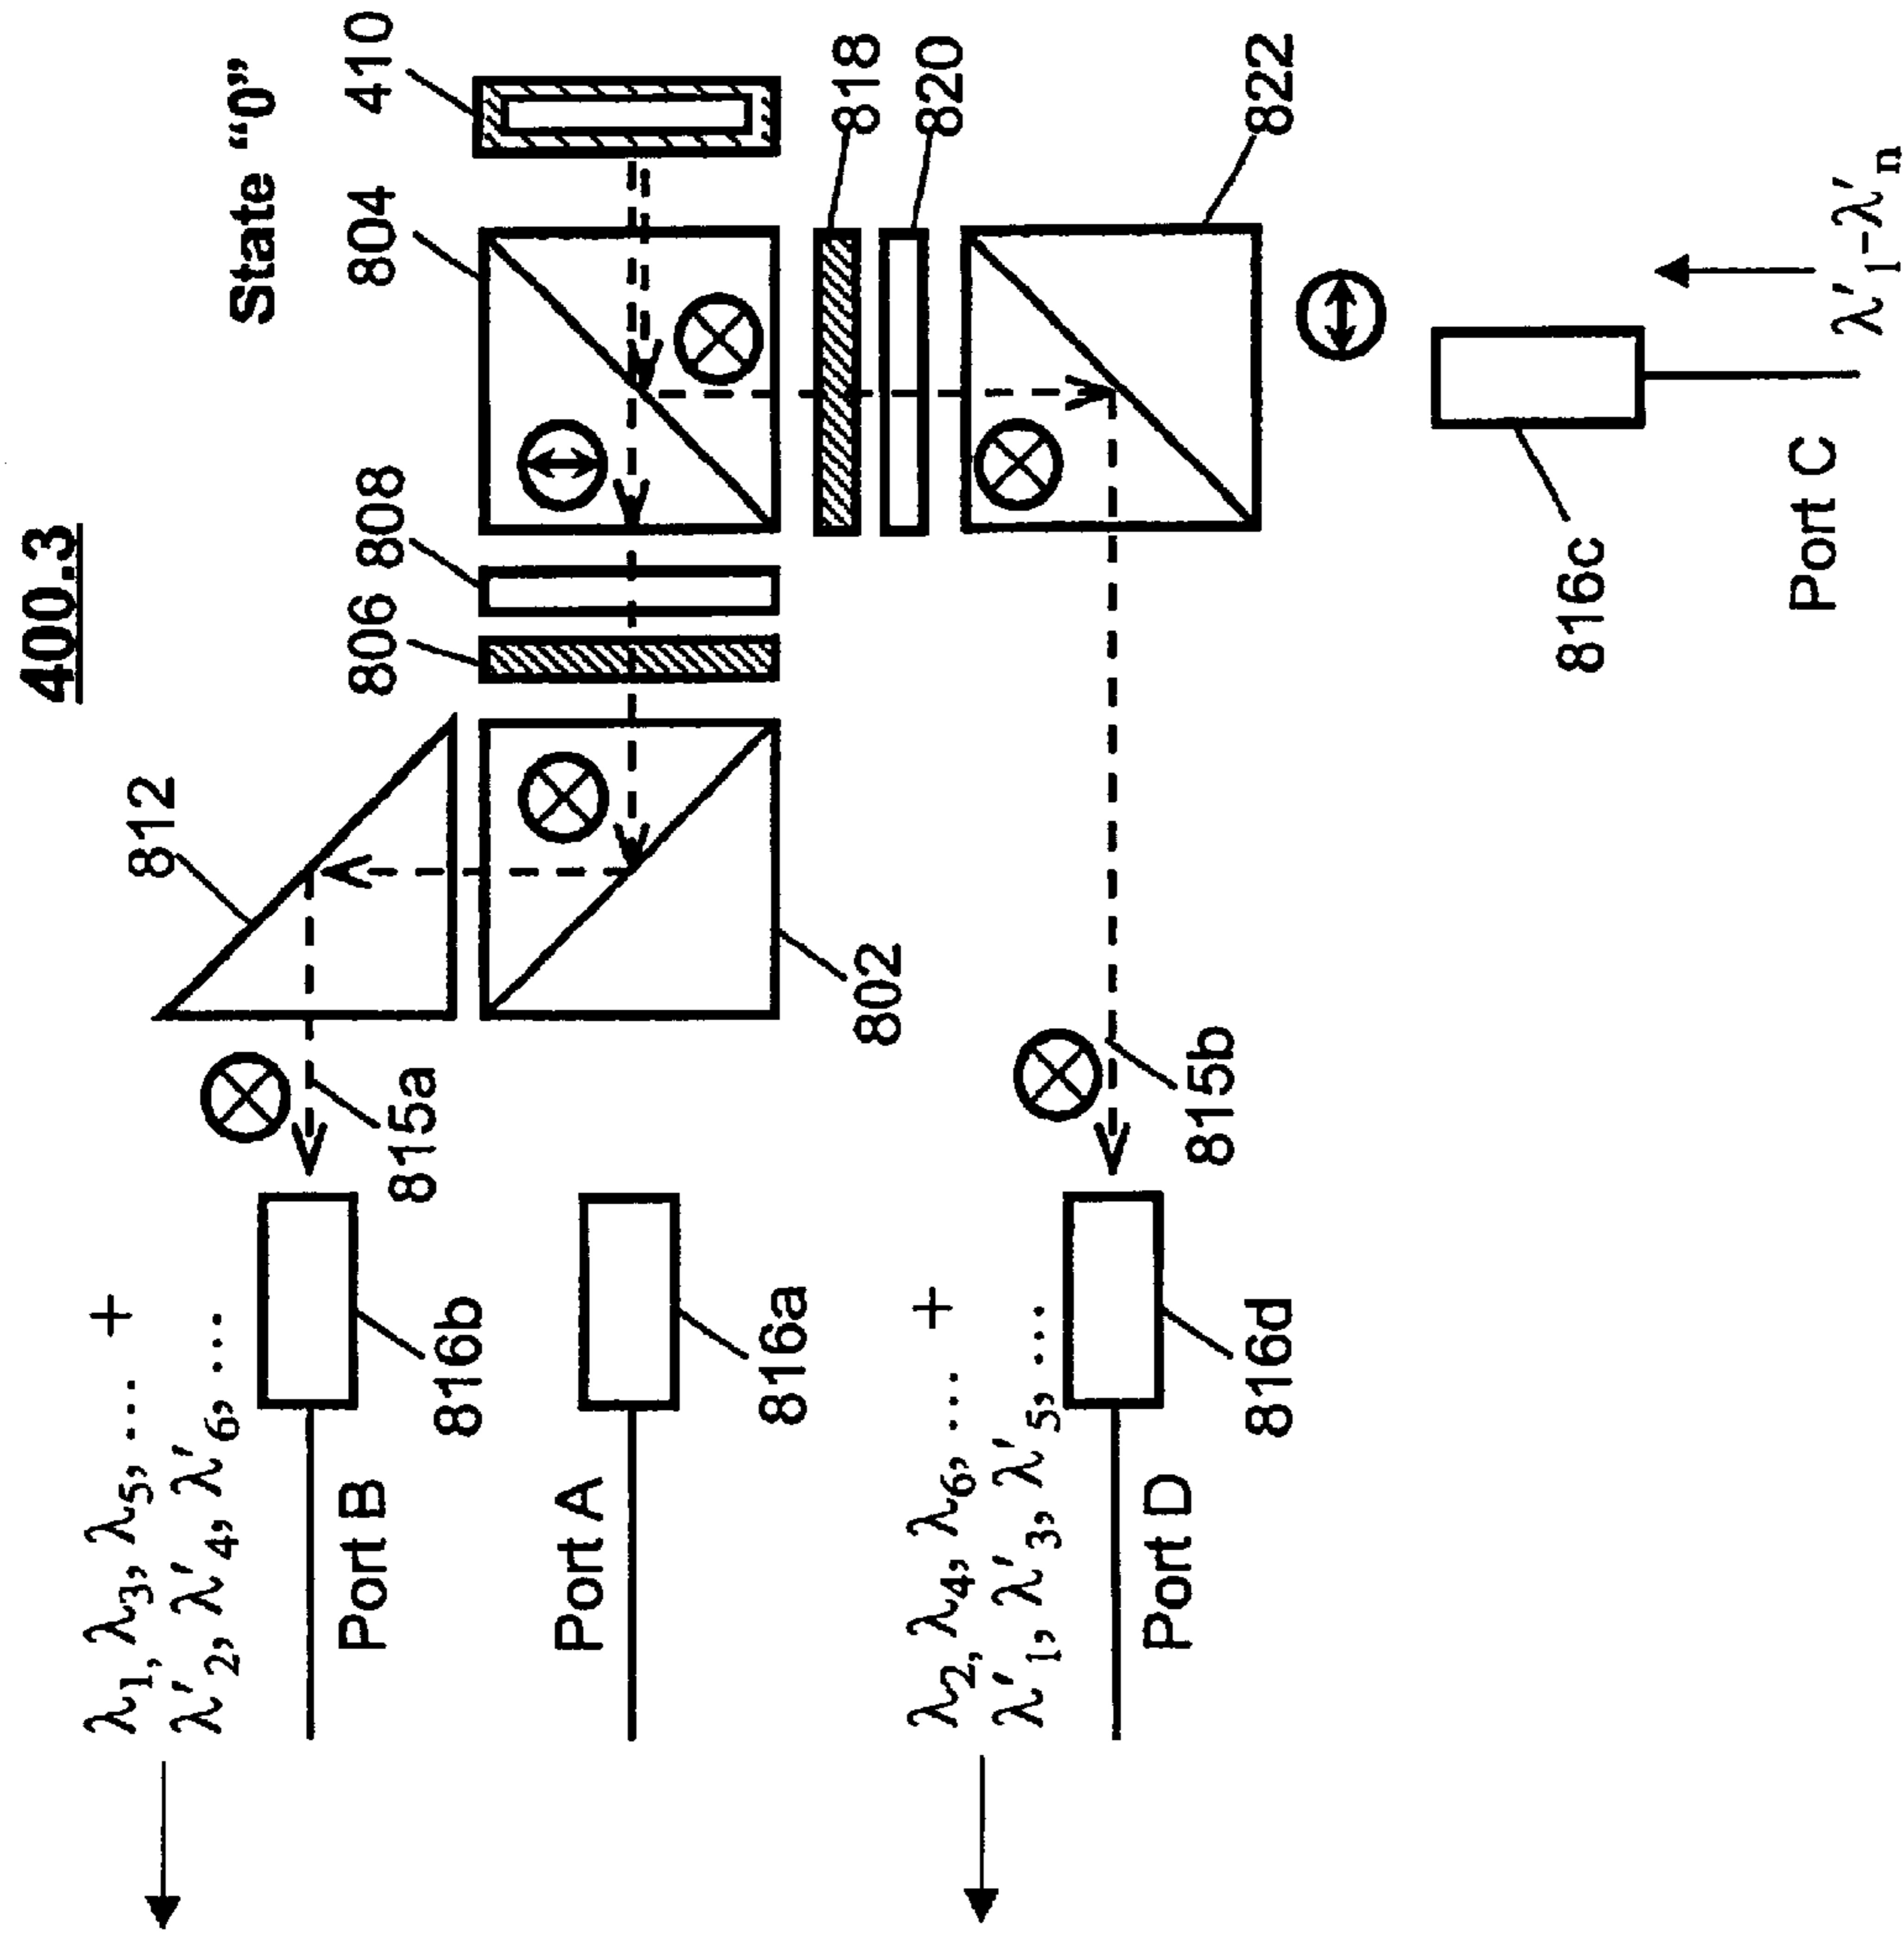 400.3
State “0”
410
804
808
806
812
802
818
820
822
815a
815b
λ1, λ3, λ5, ... +
λ'2, λ'4, λ'6, ...
816b
Port B
816a
Port A
λ2, λ4, λ6, ... +
λ'1, λ'3, λ'5, ...
816d
Port D
816c
Port C
λ'1-λ'n